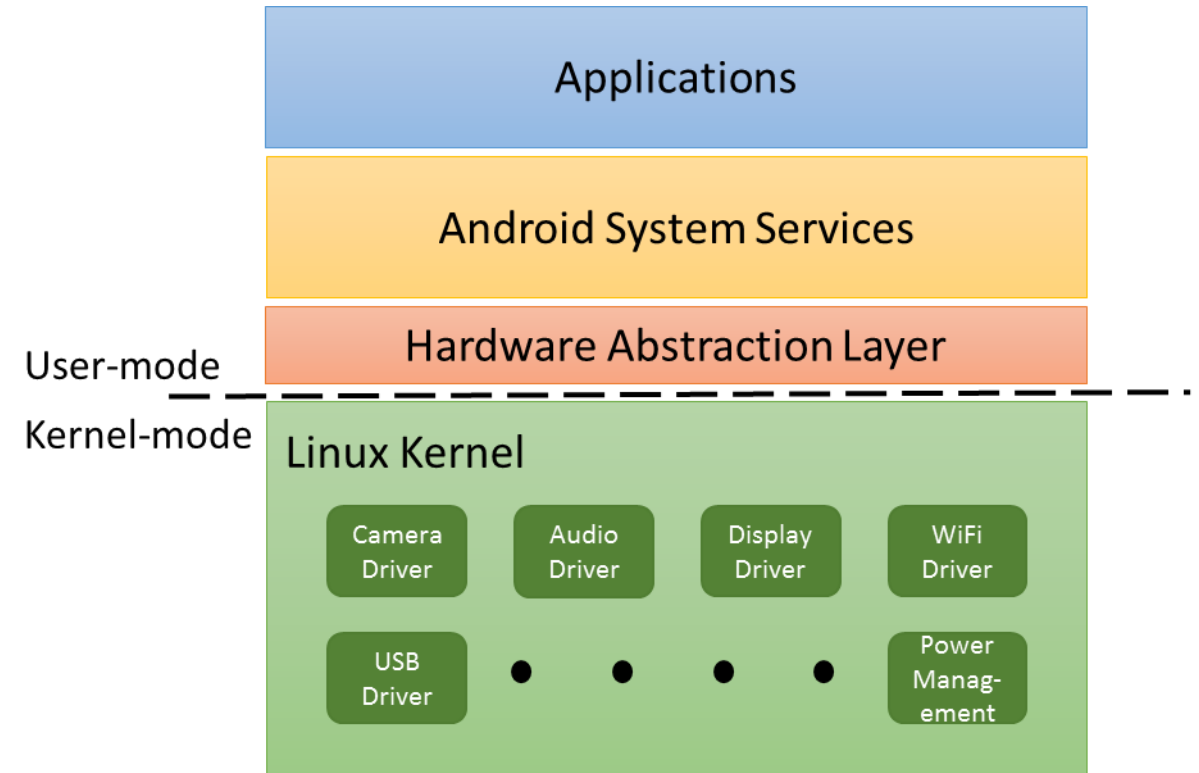 Applications
Android System Services
Hardware Abstraction Layer
User-mode
Kernel-mode
Linux Kernel
Camera
Driver
Audio
Driver
Display
Driver
WiFi
Driver
USB
Driver
Power
Manag-
ement